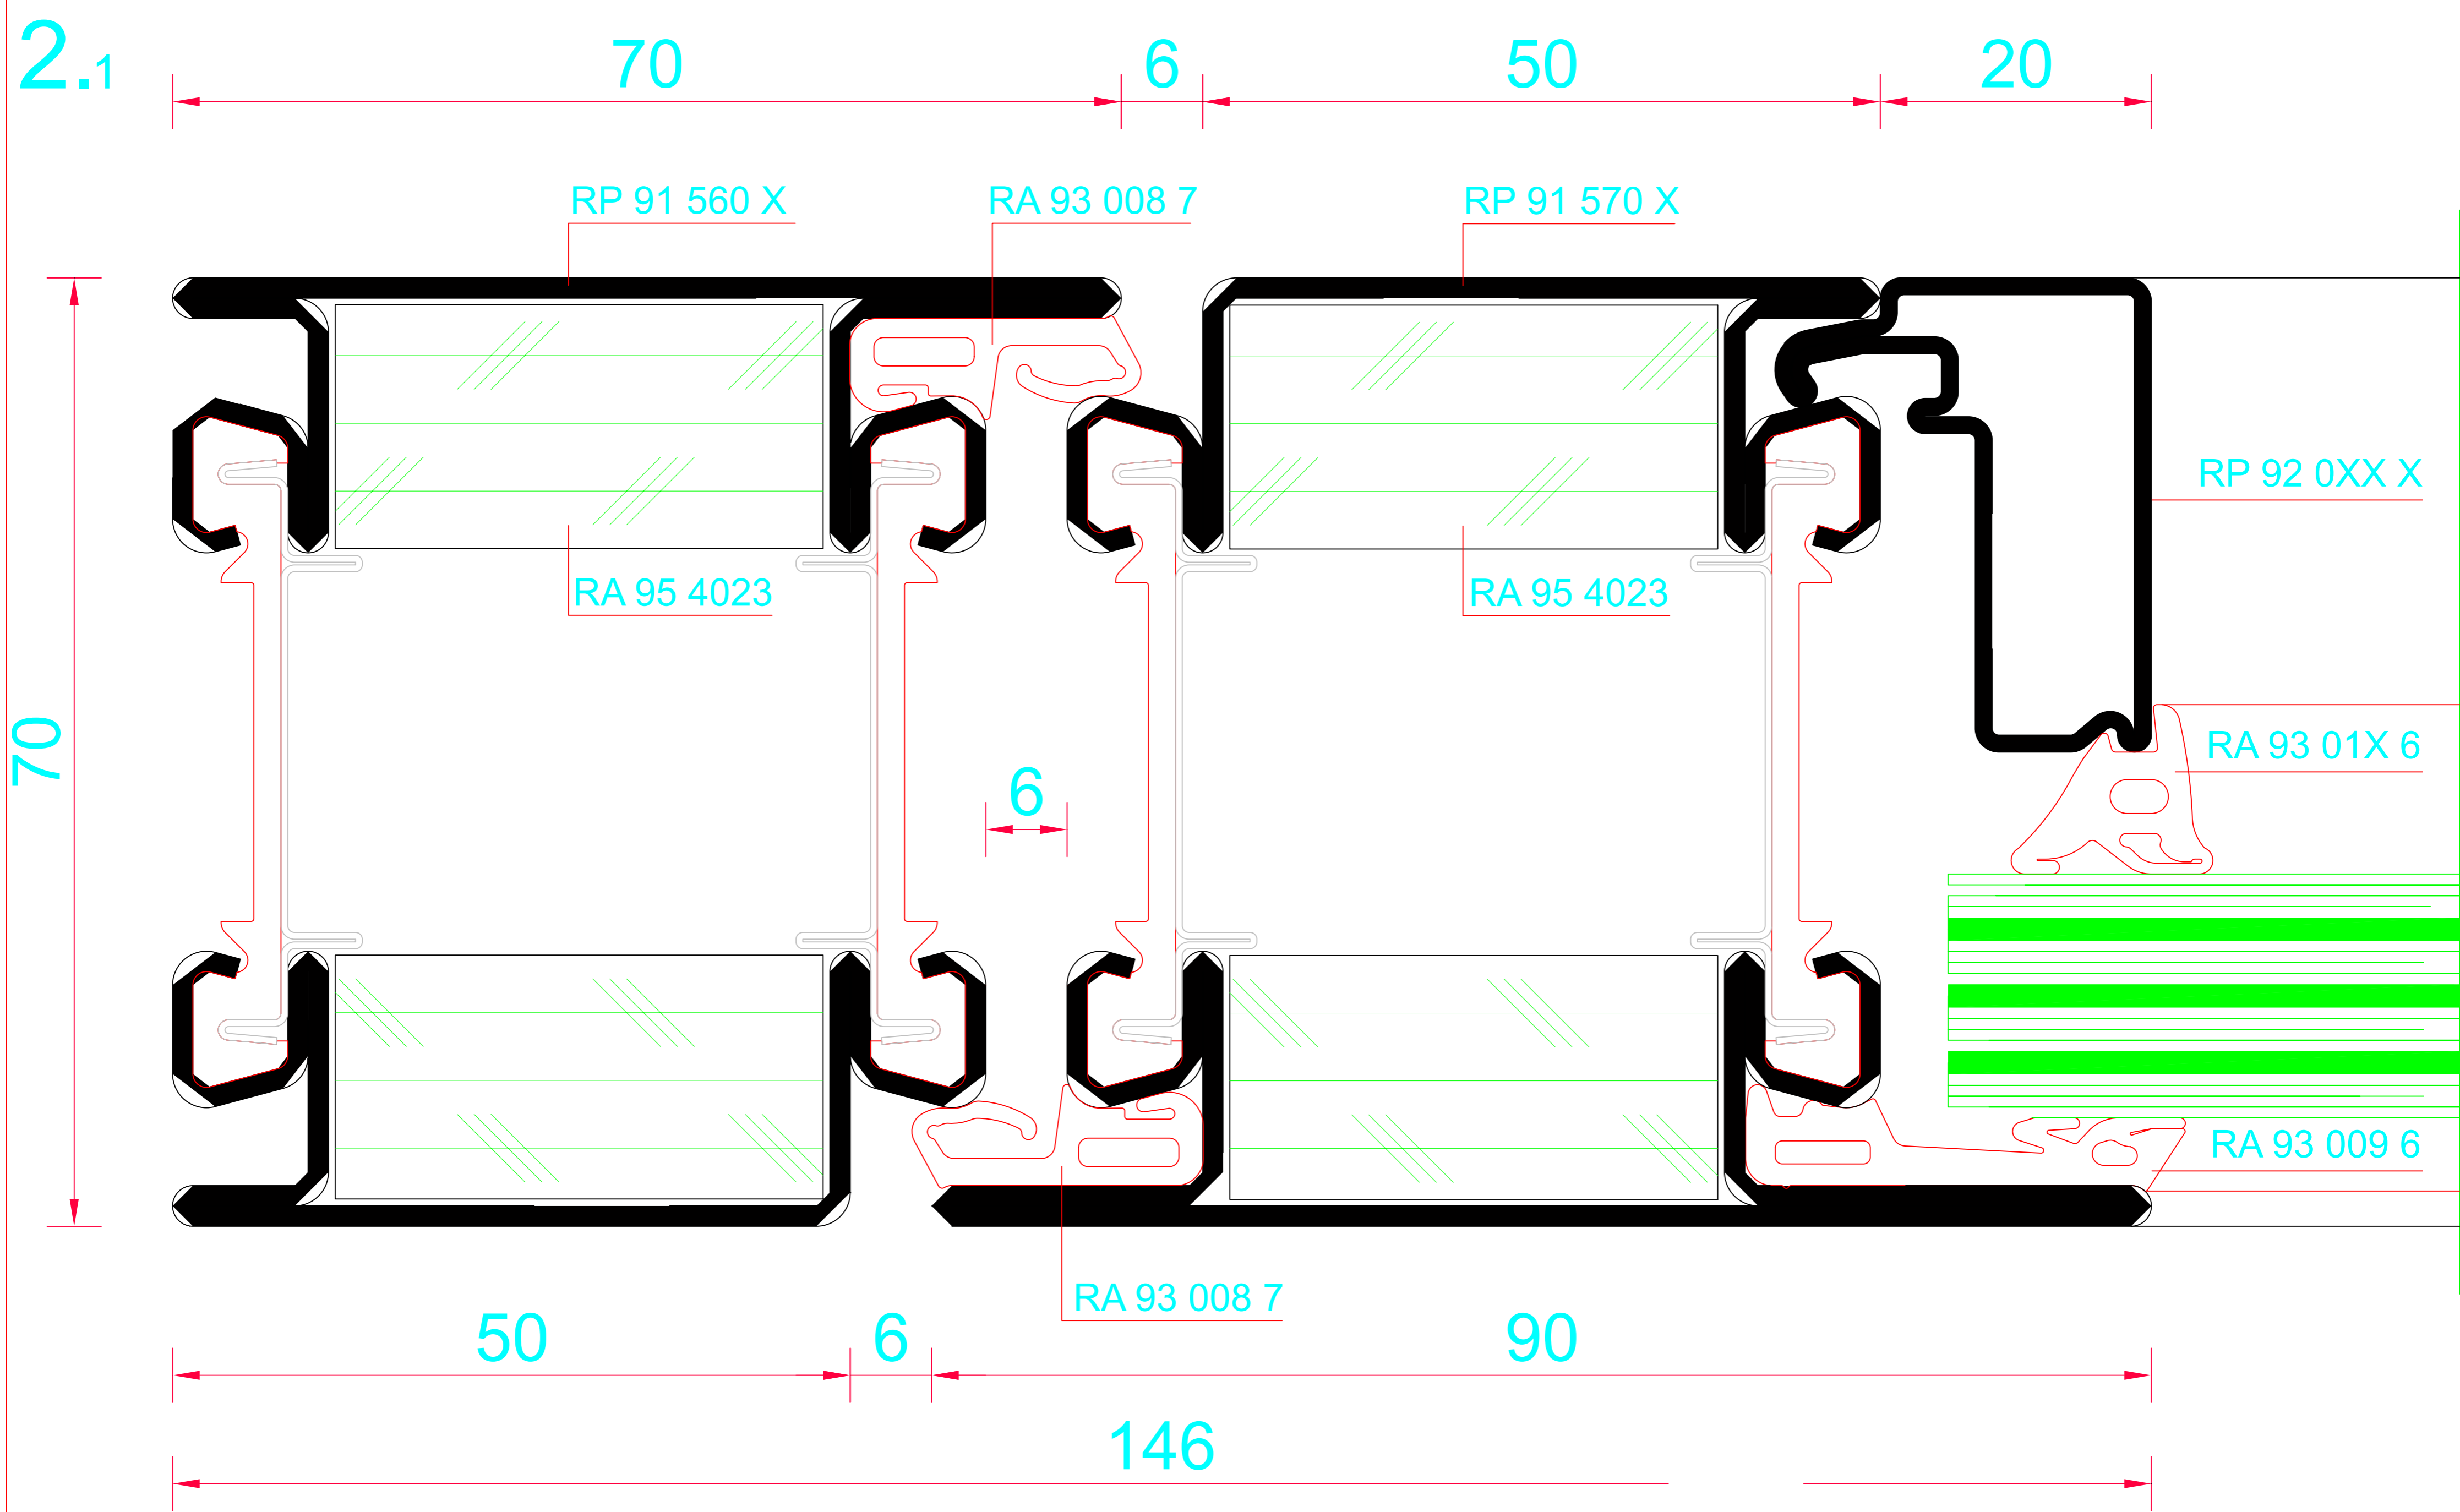 2.1
70 6 50 20
RP 91 560 X RA 93 008 7 RP 91 570 X
RP 92 0XX X
RA 95 4023 RA 95 4023
70
RA 93 01X 6
6
RA 93 009 6
RA 93 008 7
50 6 90
146